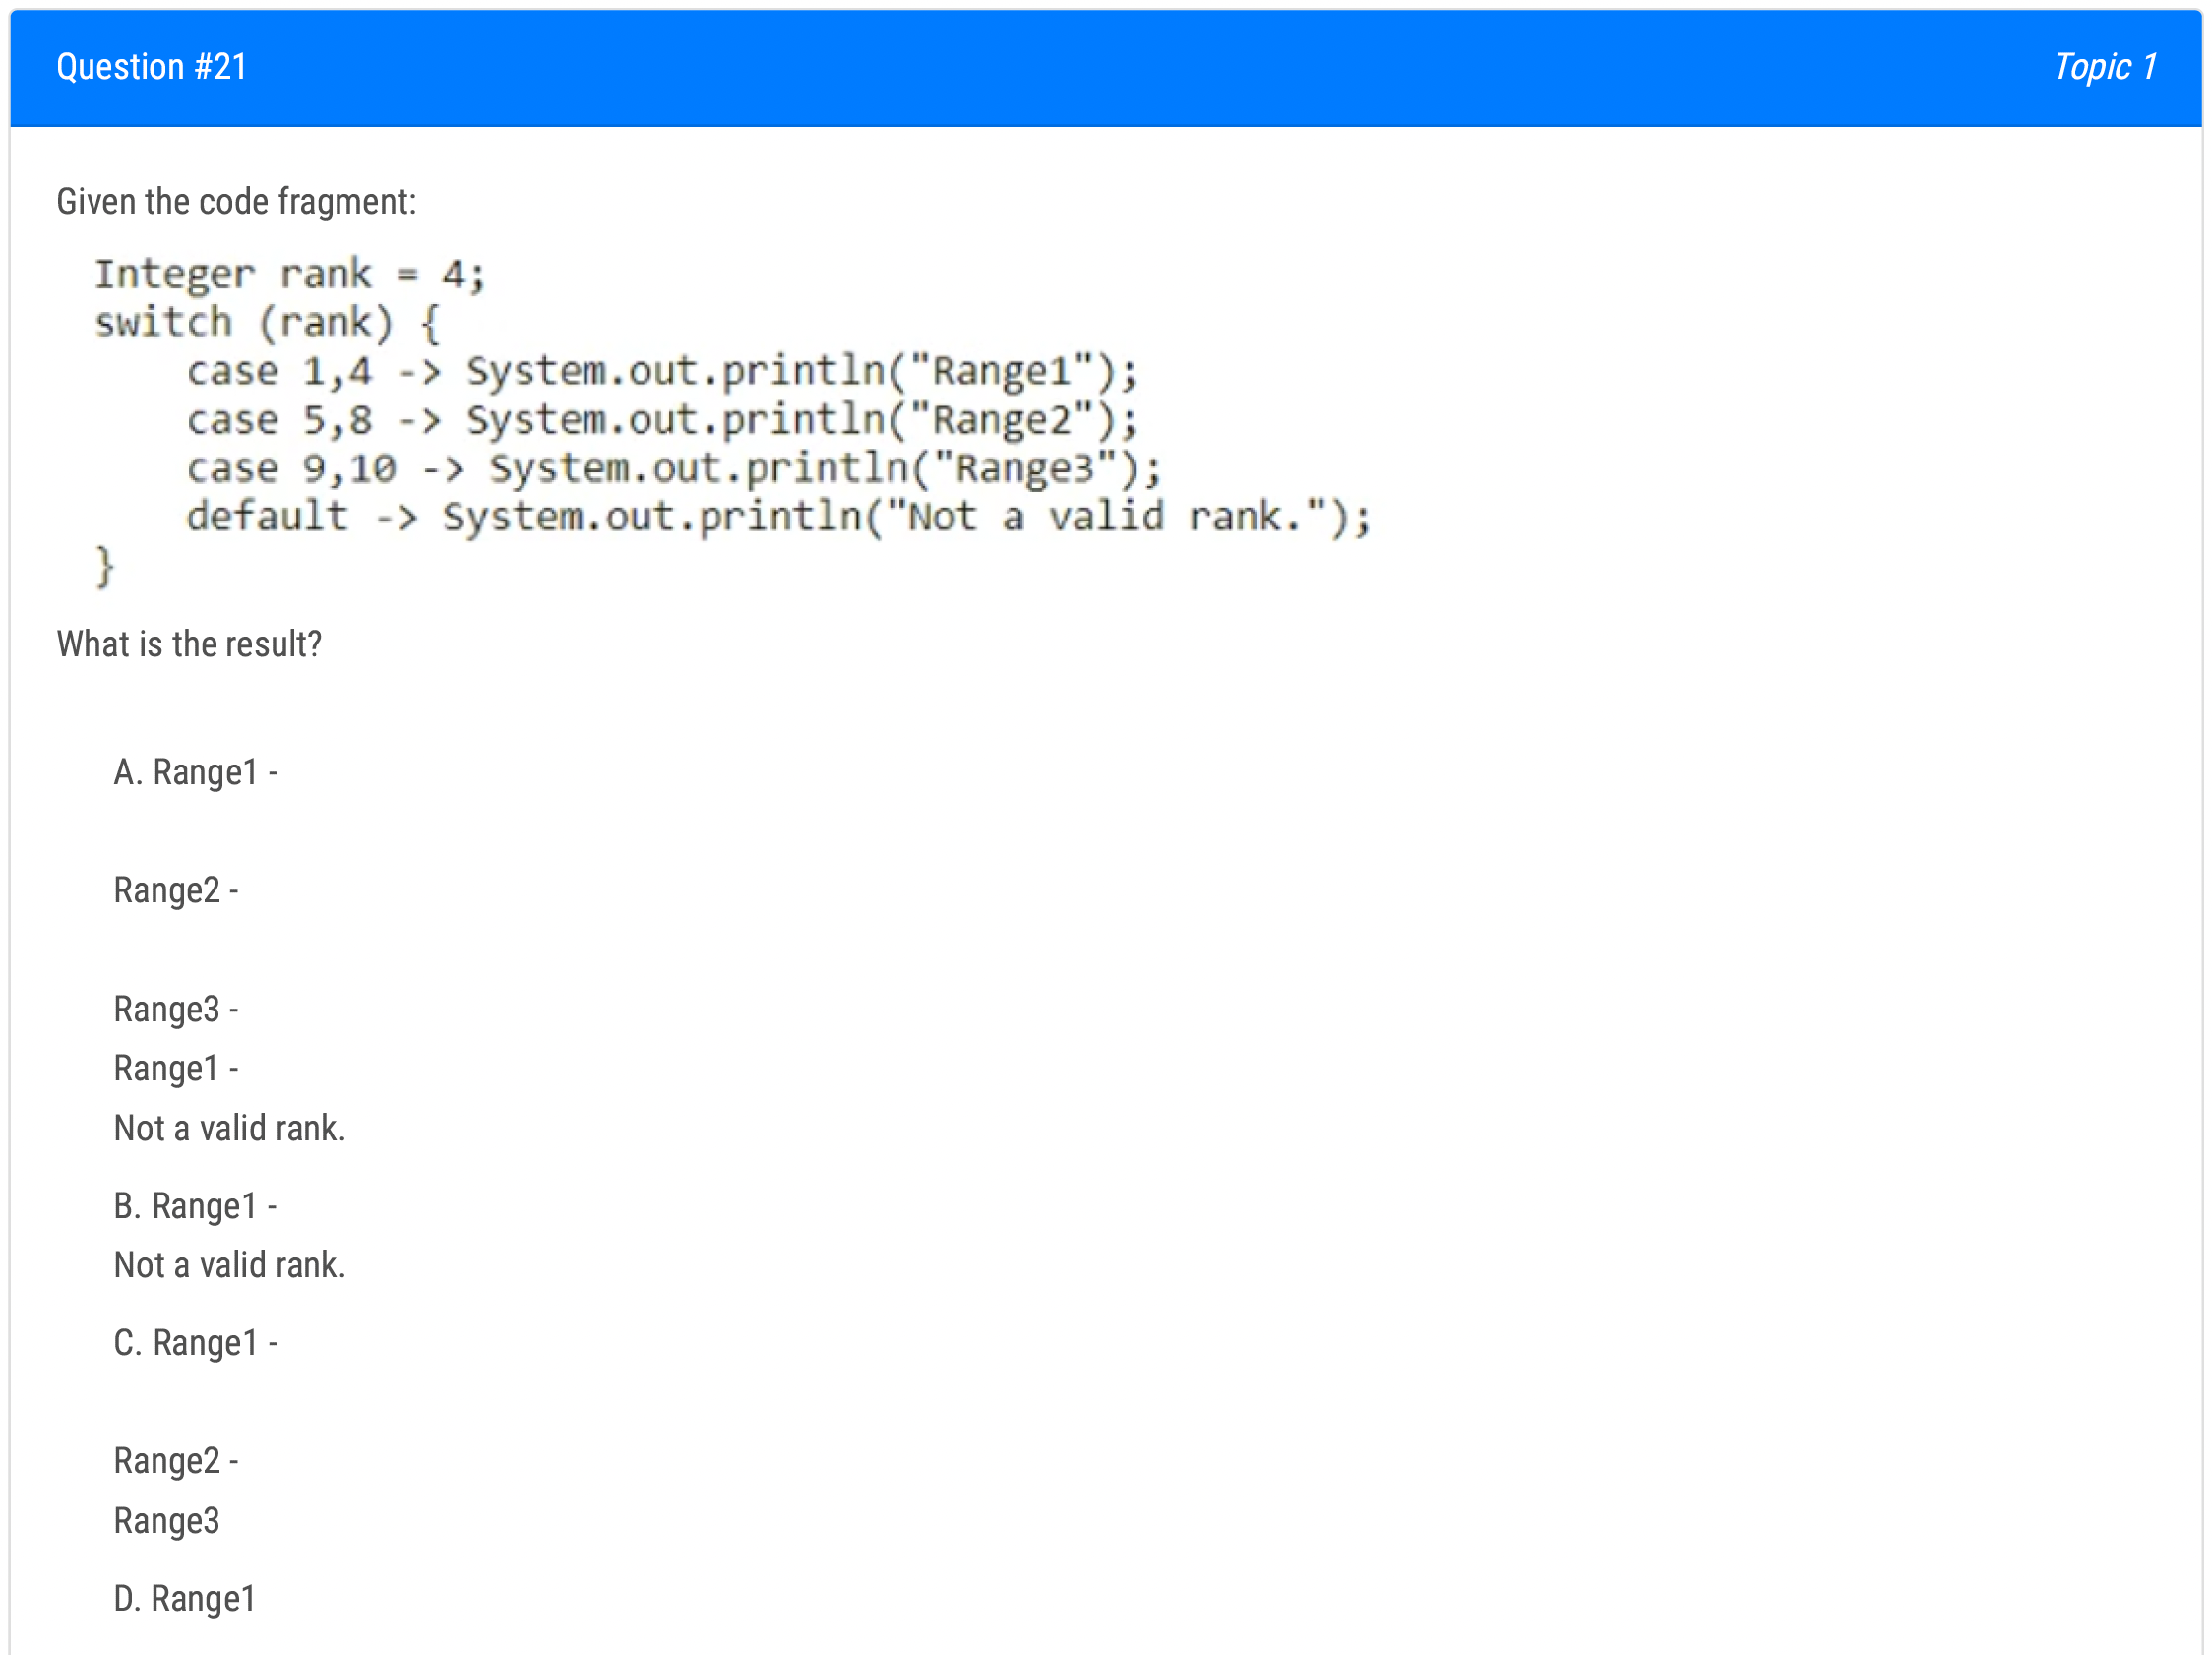 Question #21
Topic 1
Given the code fragment:
Integer rank = 4;
switch (rank) {
    case 1,4 -> System.out.println("Range1");
    case 5,8 -> System.out.println("Range2");
    case 9,10 -> System.out.println("Range3");
    default -> System.out.println("Not a valid rank.");
}
What is the result?
A. Range1 -
Range2 -
Range3 -
Range1 -
Not a valid rank.
B. Range1 -
Not a valid rank.
C. Range1 -
Range2 -
Range3
D. Range1